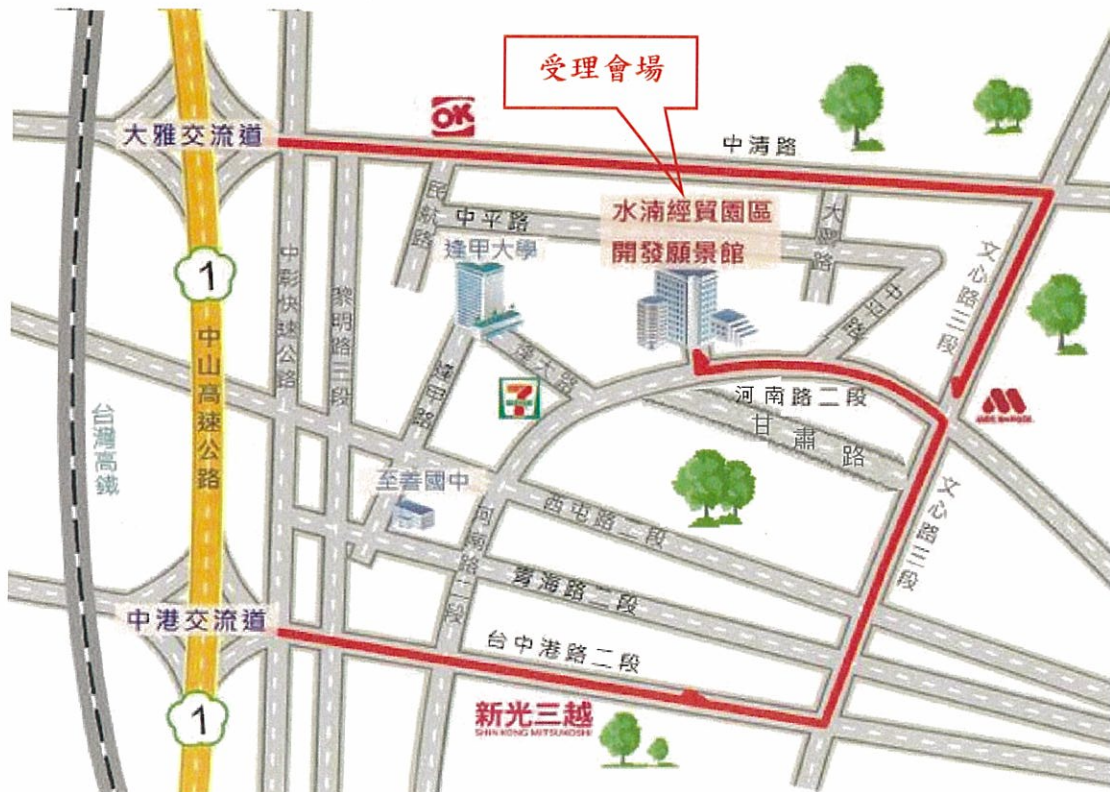 受理會場
OK
大雅交流道
中清路
水湳經貿園區
開發願景館
民航路
中平路
大鵬路
逢甲大學
文心路三段
中平路
1
中山高速公路
中彰快速公路
黎明路三段
逢大路
逢甲路
7
河南路二段
甘肅路
台灣高鐵
至善國中
西屯路二段
文心路三段
河南路二段
青海路二段
中港交流道
台中港路二段
1
新光三越
SHIN KONG MITSUKOSHI